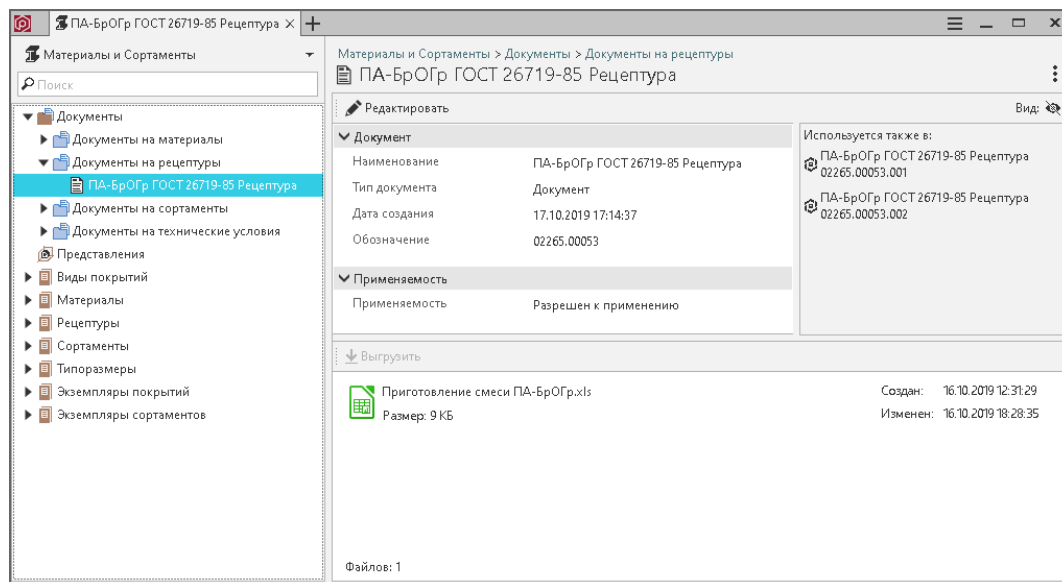 ПА-БрОГр ГОСТ 26719-85 Рецептура
Материалы и Сортаменты
Поиск
Документы
Документы на материалы
Документы на рецептуры
ПА-БрОГр ГОСТ 26719-85 Рецептура
Документы на сортаменты
Документы на технические условия
Представления
Виды покрытий
Материалы
Рецептуры
Сортаменты
Типоразмеры
Экземпляры покрытий
Экземпляры сортаментов
Материалы и Сортаменты > Документы > Документы на рецептуры
ПА-БрОГр ГОСТ 26719-85 Рецептура
Редактировать
Вид:
Документ
Наименование ПА-БрОГр ГОСТ 26719-85 Рецептура
Тип документа Документ
Дата создания 17.10.2019 17:14:37
Обозначение 02265.00053
Применяемость
Применяемость Разрешен к применению
Используется также в:
ПА-БрОГр ГОСТ 26719-85 Рецептура
02265.00053.001
ПА-БрОГр ГОСТ 26719-85 Рецептура
02265.00053.002
Выгрузить
Приготовление смеси ПА-БрОГр.xls
Размер: 9 КБ
Создан: 16.10.2019 12:31:29
Изменен: 16.10.2019 18:28:35
Файлов: 1